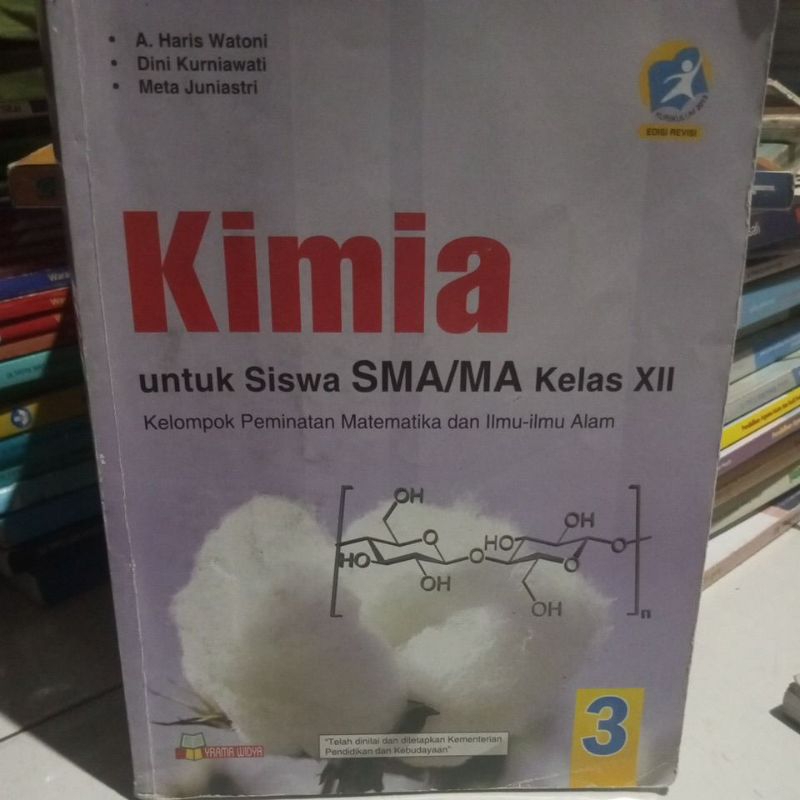 • A. Haris Watoni
• Dini Kurniawati
• Meta Juniastri
KURIKULUM 2013
EDISI REVISI
Kimia
untuk Siswa SMA/MA Kelas XII
Kelompok Peminatan Matematika dan Ilmu-ilmu Alam
OH
OH
HO
O
HO
O
O
O
OH
OH
n
3
YRAMA WIDYA
"Telah dinilai dan ditetapkan Kementerian
Pendidikan dan Kebudayaan"